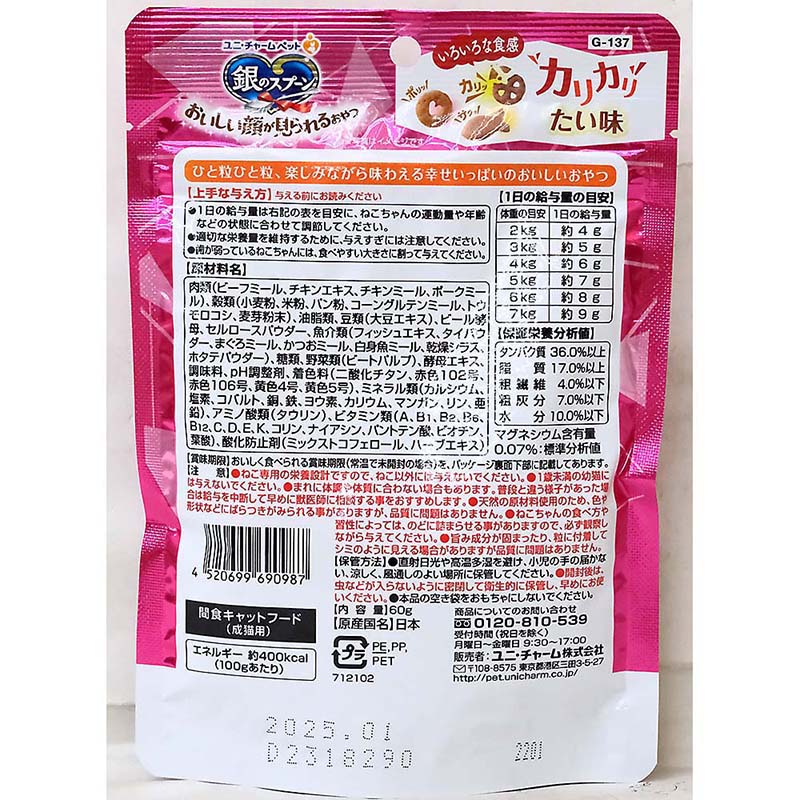 ユニ・チャームペット
銀のスプーン
おいしい顔が見られるおやつ
いろいろな食感
G-137
ポリッ
カリッ
サクッ
カリカリ
たい味
ひと粒ひと粒、楽しみながら味わえる幸せいっぱいのおいしいおやつ
【上手な与え方】与える前にお読みください
●1日の給与量は右記の表を目安に、ねこちゃんの運動量や年齢
などの状態に合わせて調節してください。
●適切な栄養量を維持するために、与えすぎには注意してください。
●歯が弱っているねこちゃんには、食べやすい大きさに割って与えてください。
【1日の給与量の目安】
体重の目安 1日の給与量
2kg 約4g
3kg 約5g
4kg 約6g
5kg 約7g
6kg 約8g
7kg 約9g
【原材料名】
肉類(ビーフミール、チキンエキス、チキンミール、ポークミー
ル)、穀類(小麦粉、米粉、パン粉、コーングルテンミール、トウ
モロコシ、麦芽粉末)、油脂類、豆類(大豆エキス)、ビール酵
母、セルロースパウダー、魚介類(フィッシュエキス、タイパウ
ダー、まぐろミール、かつおミール、白身魚ミール、乾燥シラス、
ホタテパウダー)、糖類、野菜類(ビートパルプ)、酵母エキス、
調味料、pH調整剤、着色料(二酸化チタン、赤色102号、
赤色106号、黄色4号、黄色5号)、ミネラル類(カルシウム、
塩素、コバルト、銅、鉄、ヨウ素、カリウム、マンガン、リン、亜
鉛)、アミノ酸類(タウリン)、ビタミン類(A、B1、B2、B6、
B12、C、D、E、K、コリン、ナイアシン、パントテン酸、ビオチン、
葉酸)、酸化防止剤(ミックストコフェロール、ハーブエキス)
【保証栄養分析値】
タンパク質 36.0%以上
脂質 17.0%以上
粗繊維 4.0%以下
粗灰分 7.0%以下
水分 10.0%以下
マグネシウム含有量
0.07%:標準分析値
【賞味期限】おいしく食べられる賞味期限(常温で未開封の場合)を、パッケージ裏面下部に記載してあります。
【注意】●ねこ専用の栄養設計ですので、ねこ以外には与えないでください。●1歳未満の幼猫に
は与えないでください。●まれに体調や体質に合わない場合もあります。普段と違う様子があった場合
は給与を中断して早めに獣医師に相談する事をおすすめします。●天然の原材料使用のため、色や
形状などにばらつきがみられる事がありますが、品質に問題はありません。●ねこちゃんの食べ方や
習性によっては、のどに詰まらせる事がありますので、必ず観察し
ながらお与えください。●旨み成分が固まったり、粒に付着して
シミのように見える場合がありますが品質に問題はありません。
【保管方法】●直射日光や高温多湿を避け、小児の手の届かな
い、涼しく、風通しのよい場所に保管してください。●開封後は、
虫などが入らないように密閉して衛生的に保管し、早めにお使
いください。●本品の空き袋をおもちゃにしないでください。
4 520699 690987
間食キャットフード
(成猫用)
エネルギー 約400kcal
(100gあたり)
【内容量】60g
【原産国名】日本
プラ
PE,PP,
PET
712102
商品についてのお問い合わせ
0120-810-539
受付時間(祝日を除く)
月曜日~金曜日 9:30~17:00
販売者:ユニ・チャーム株式会社
〒108-8575 東京都港区三田3-5-27
http://pet.unicharm.co.jp/
2025.01
D2318290
2201